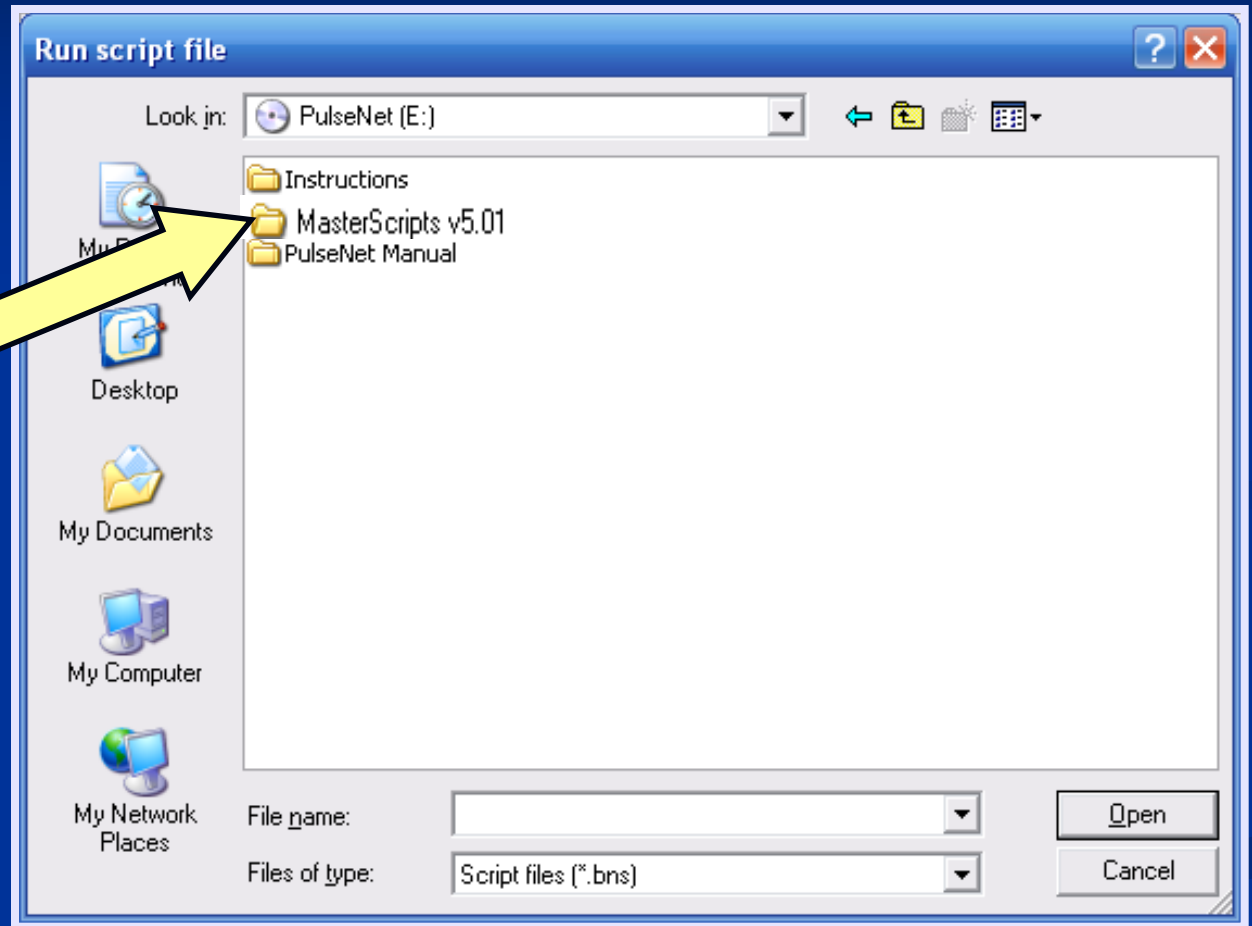 Run script file
Look in:
PulseNet (E:)
Instructions
MasterScripts v5.01
PulseNet Manual
Desktop
My Documents
My Computer
My Network
Places
File name:
Open
Files of type:
Script files (*.bns)
Cancel